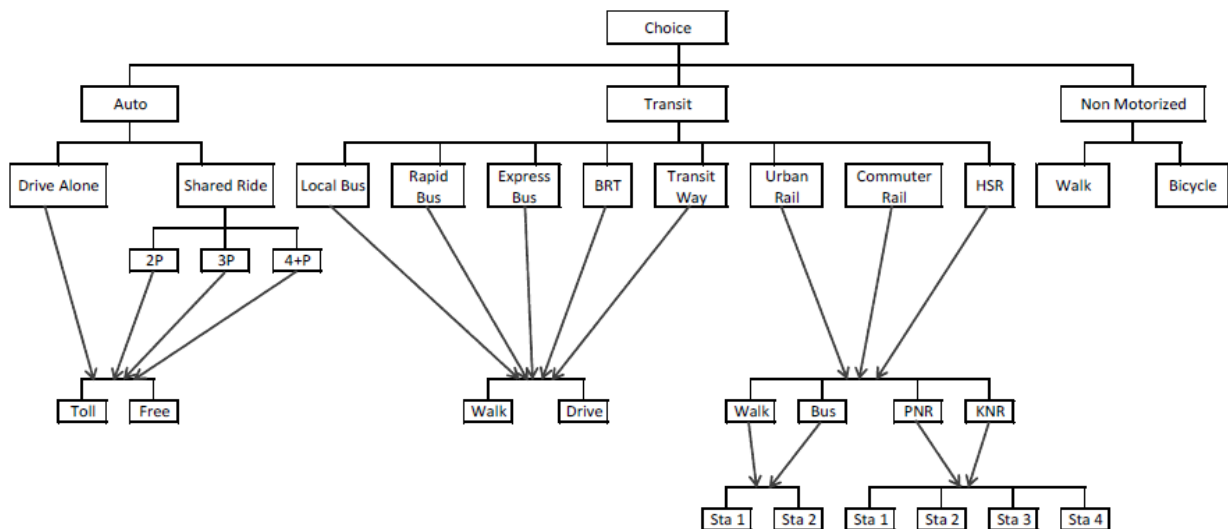 Choice
Auto
Transit
Non Motorized
Drive Alone
Shared Ride
Local Bus
Rapid
Bus
Express
Bus
BRT
Transit
Way
Urban
Rail
Commuter
Rail
HSR
Walk
Bicycle
2P
3P
4+P
Toll
Free
Walk
Drive
Walk
Bus
PNR
KNR
Sta 1
Sta 2
Sta 1
Sta 2
Sta 3
Sta 4